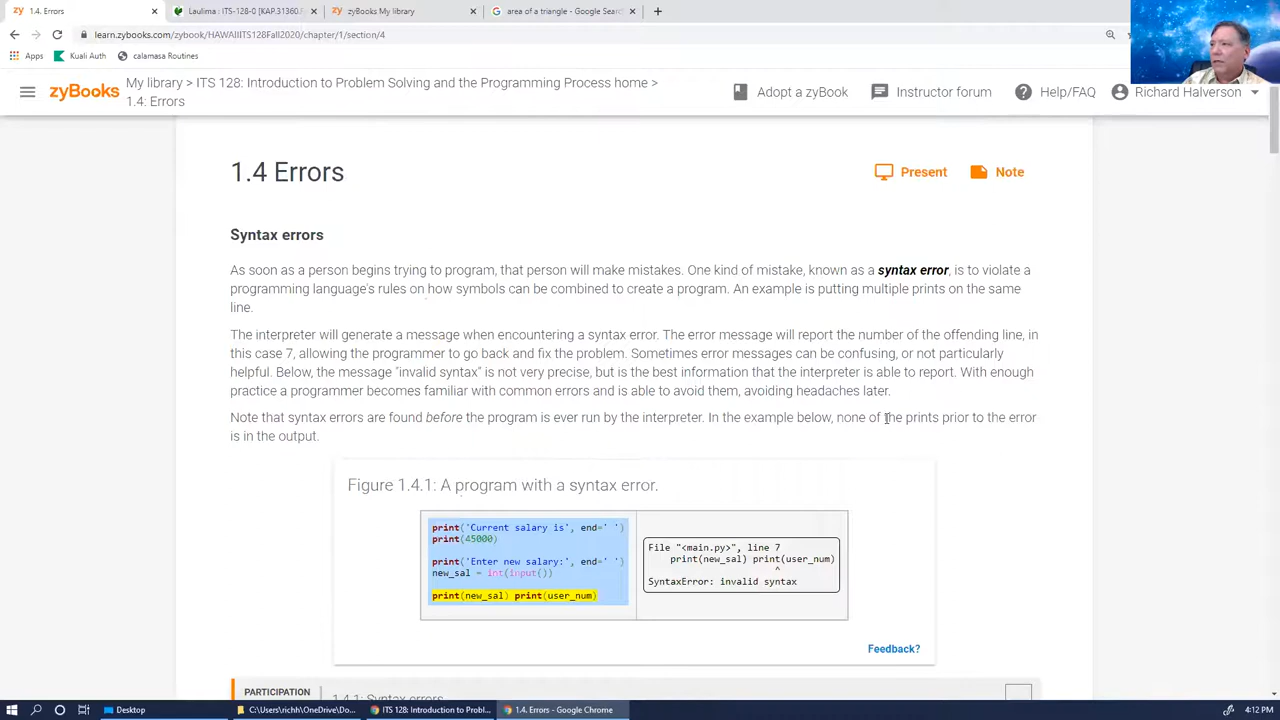 1.4. Errors
Laulima : ITS-128-0 [KAP.31360.F
zyBooks My library
area of a triangle - Google Searc
learn.zybooks.com/zybook/HAWAIIITS128Fall2020/chapter/1/section/4
Apps
Kuali Auth
calamasa Routines
zyBooks
My library > ITS 128: Introduction to Problem Solving and the Programming Process home >
1.4: Errors
Adopt a zyBook
Instructor forum
Help/FAQ
Richard Halverson
1.4 Errors
Present
Note
Syntax errors
As soon as a person begins trying to program, that person will make mistakes. One kind of mistake, known as a syntax error, is to violate a
programming language's rules on how symbols can be combined to create a program. An example is putting multiple prints on the same
line.
The interpreter will generate a message when encountering a syntax error. The error message will report the number of the offending line, in
this case 7, allowing the programmer to go back and fix the problem. Sometimes error messages can be confusing, or not particularly
helpful. Below, the message "invalid syntax" is not very precise, but is the best information that the interpreter is able to report. With enough
practice a programmer becomes familiar with common errors and is able to avoid them, avoiding headaches later.
Note that syntax errors are found before the program is ever run by the interpreter. In the example below, none of the prints prior to the error
is in the output.
Figure 1.4.1: A program with a syntax error.
print('Current salary is', end=' ')
print(45000)
print('Enter new salary:', end=' ')
new_sal = int(input())
print(new_sal) print(user_num)
File "<main.py>", line 7
print(new_sal) print(user_num)
^
SyntaxError: invalid syntax
Feedback?
PARTICIPATION
1.4.1: Syntax errors
Desktop
C:\Users\richh\OneDrive\Do...
ITS 128: Introduction to Probl...
1.4. Errors - Google Chrome
4:12 PM